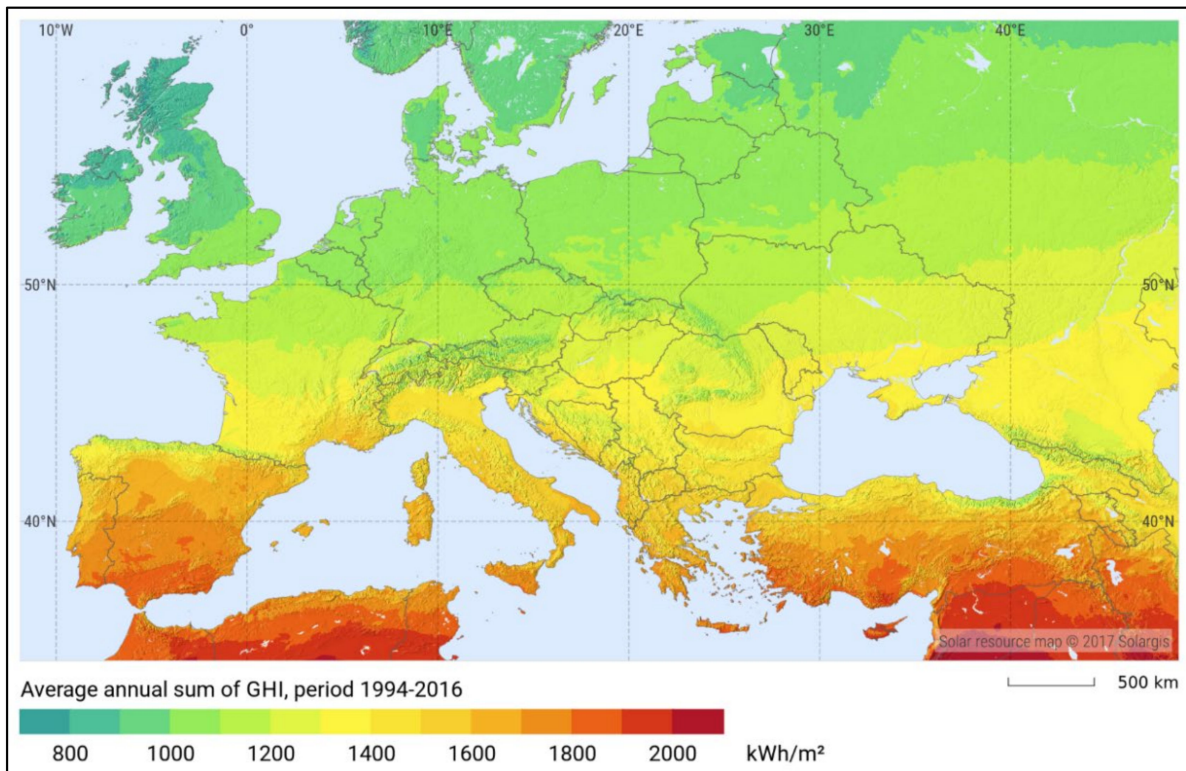 10°W 0° 10°E 20°E 30°E 40°E
50°N 50°N
40°N 40°N
Solar resource map © 2017 Solargis
Average annual sum of GHI, period 1994-2016
500 km
800 1000 1200 1400 1600 1800 2000 kWh/m²